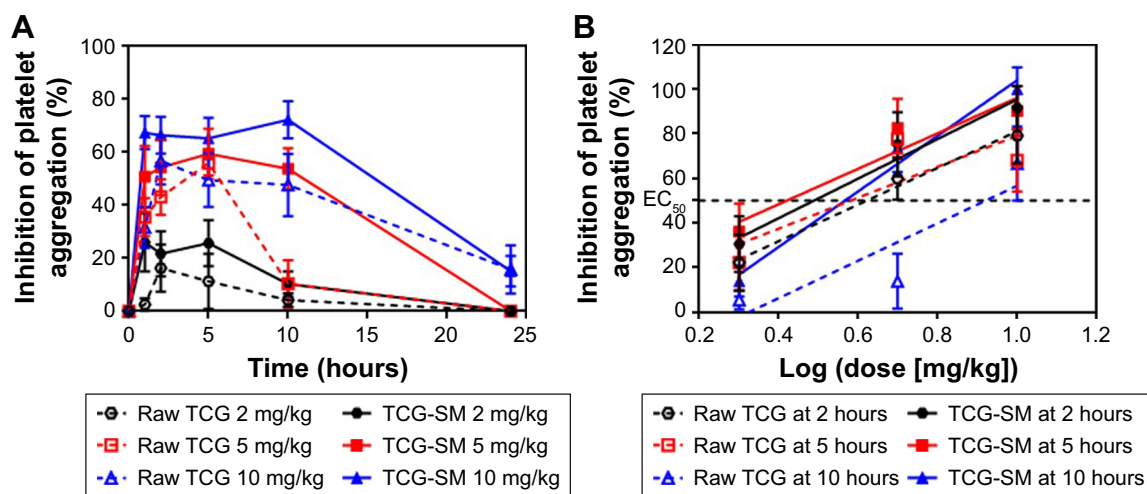 A
Inhibition of platelet
aggregation (%)
100
80
60
40
20
0
0
5
10
15
20
25
Time (hours)
Raw TCG 2 mg/kg
TCG-SM 2 mg/kg
Raw TCG 5 mg/kg
TCG-SM 5 mg/kg
Raw TCG 10 mg/kg
TCG-SM 10 mg/kg
B
Inhibition of platelet
aggregation (%)
120
100
80
60
EC50
40
20
0
0.2
0.4
0.6
0.8
1.0
1.2
Log (dose [mg/kg])
Raw TCG at 2 hours
TCG-SM at 2 hours
Raw TCG at 5 hours
TCG-SM at 5 hours
Raw TCG at 10 hours
TCG-SM at 10 hours